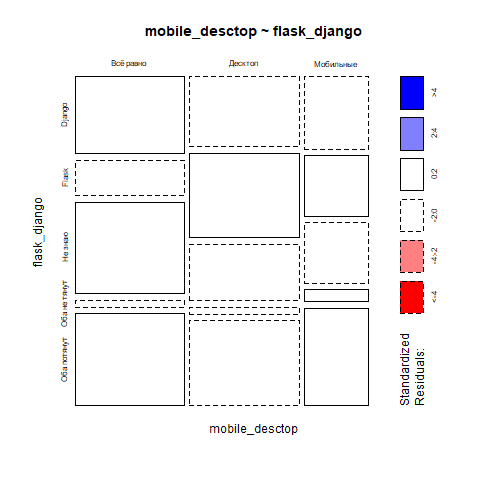 mobile_desctop ~ flask_django
Всё равно
Десктоп
Мобильные
Django
Flask
Не знаю
Оба не тянут
Оба потянут
flask_django
mobile_desctop
>4
2:4
0:2
-2:0
-4:-2
<-4
Standardized
Residuals: